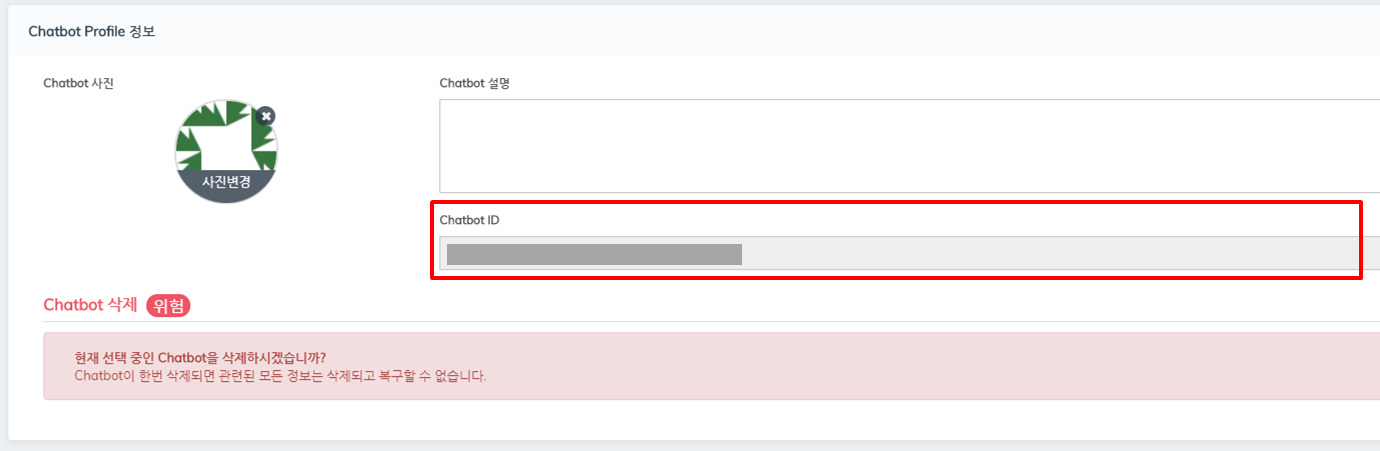 Chatbot Profile 정보
Chatbot 사진
사진변경
Chatbot 설명
Chatbot ID
Chatbot 삭제 위험
현재 선택 중인 Chatbot을 삭제하시겠습니까?
Chatbot이 한번 삭제되면 관련된 모든 정보는 삭제되고 복구할 수 없습니다.